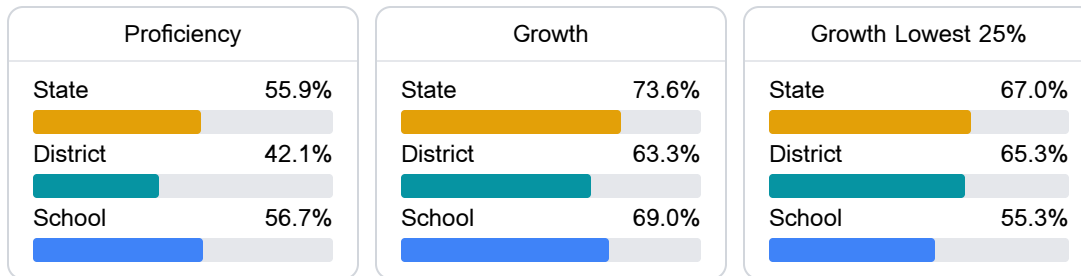 Proficiency
State 55.9%
District 42.1%
School 56.7%
Growth
State 73.6%
District 63.3%
School 69.0%
Growth Lowest 25%
State 67.0%
District 65.3%
School 55.3%